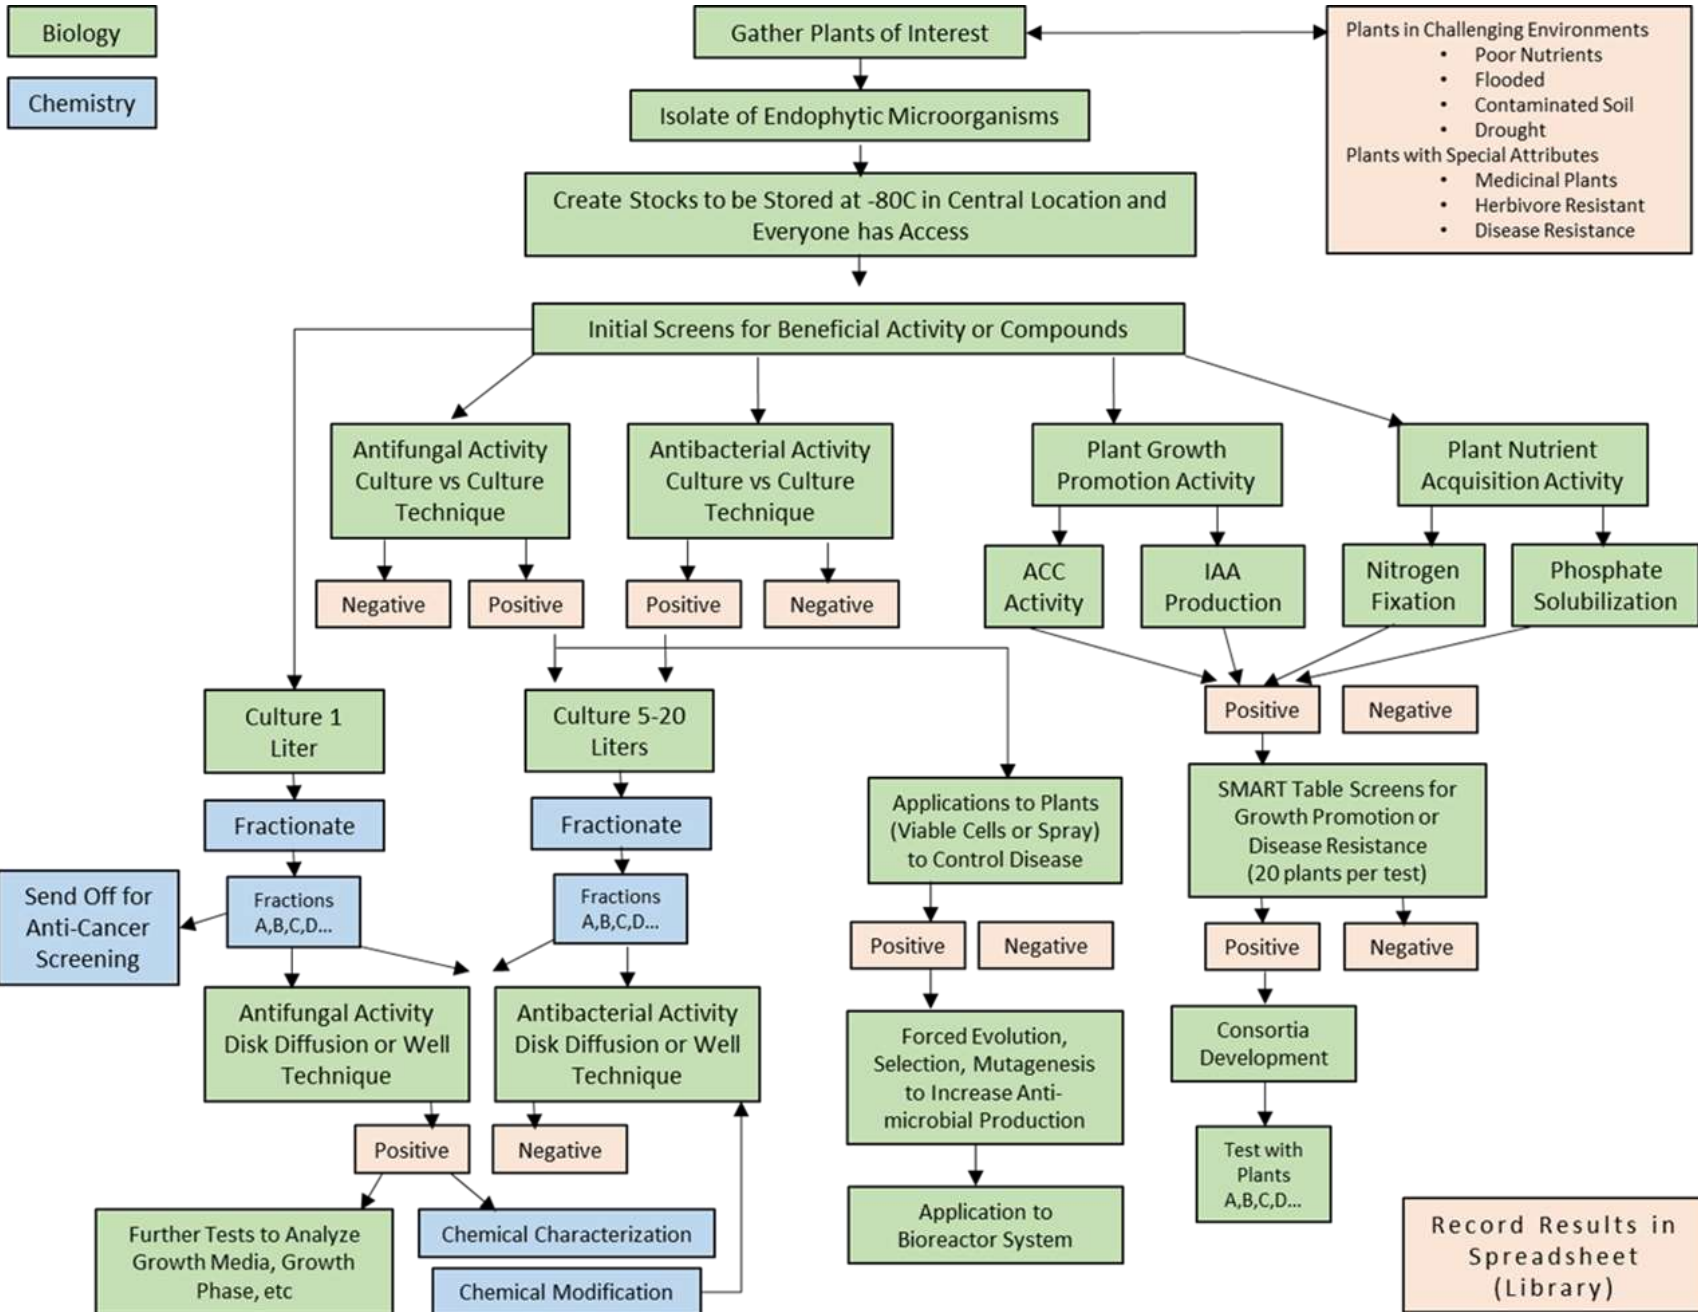 Biology
Chemistry
Gather Plants of Interest
Plants in Challenging Environments
• Poor Nutrients
• Flooded
• Contaminated Soil
• Drought
Plants with Special Attributes
• Medicinal Plants
• Herbivore Resistant
• Disease Resistance
Isolate of Endophytic Microorganisms
Create Stocks to be Stored at -80C in Central Location and
Everyone has Access
Initial Screens for Beneficial Activity or Compounds
Antifungal Activity
Culture vs Culture
Technique
Antibacterial Activity
Culture vs Culture
Technique
Plant Growth
Promotion Activity
Plant Nutrient
Acquisition Activity
Negative
Positive
Positive
Negative
ACC
Activity
IAA
Production
Nitrogen
Fixation
Phosphate
Solubilization
Culture 1
Liter
Culture 5-20
Liters
Positive
Negative
Fractionate
Fractionate
Applications to Plants
(Viable Cells or Spray)
to Control Disease
SMART Table Screens for
Growth Promotion or
Disease Resistance
(20 plants per test)
Send Off for
Anti-Cancer
Screening
Fractions
A,B,C,D...
Fractions
A,B,C,D...
Positive
Negative
Positive
Negative
Antifungal Activity
Disk Diffusion or Well
Technique
Antibacterial Activity
Disk Diffusion or Well
Technique
Forced Evolution,
Selection, Mutagenesis
to Increase Anti-
microbial Production
Consortia
Development
Positive
Negative
Test with
Plants
A,B,C,D...
Further Tests to Analyze
Growth Media, Growth
Phase, etc
Chemical Characterization
Chemical Modification
Application to
Bioreactor System
Record Results in
Spreadsheet
(Library)